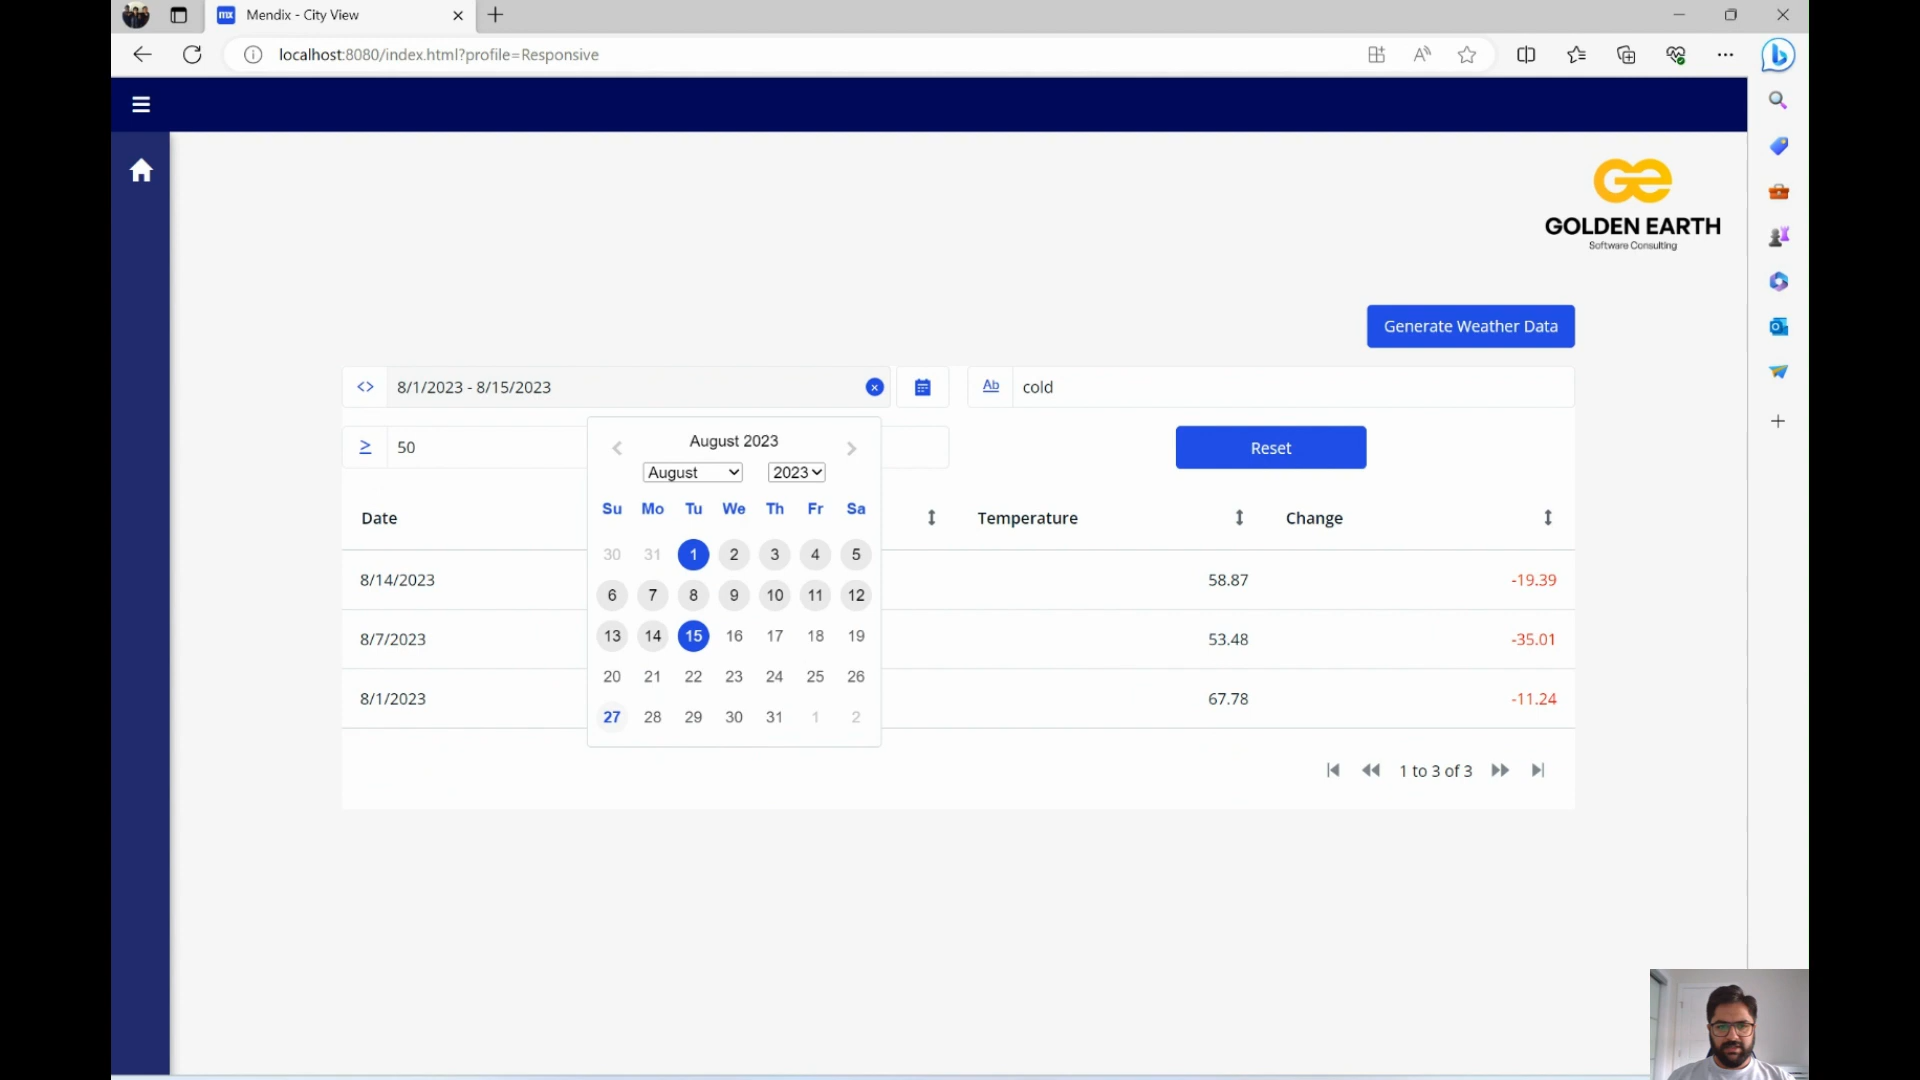 Mendix - City View
localhost:8080/index.html?profile=Responsive
GOLDEN EARTH
Software Consulting
Generate Weather Data
8/1/2023 - 8/15/2023
Ab
cold
≥
50
Reset
August 2023
August
2023
Su Mo Tu We Th Fr Sa
30 31 1 2 3 4 5
6 7 8 9 10 11 12
13 14 15 16 17 18 19
20 21 22 23 24 25 26
27 28 29 30 31 1 2
Date Temperature Change
8/14/2023 58.87 -19.39
8/7/2023 53.48 -35.01
8/1/2023 67.78 -11.24
1 to 3 of 3